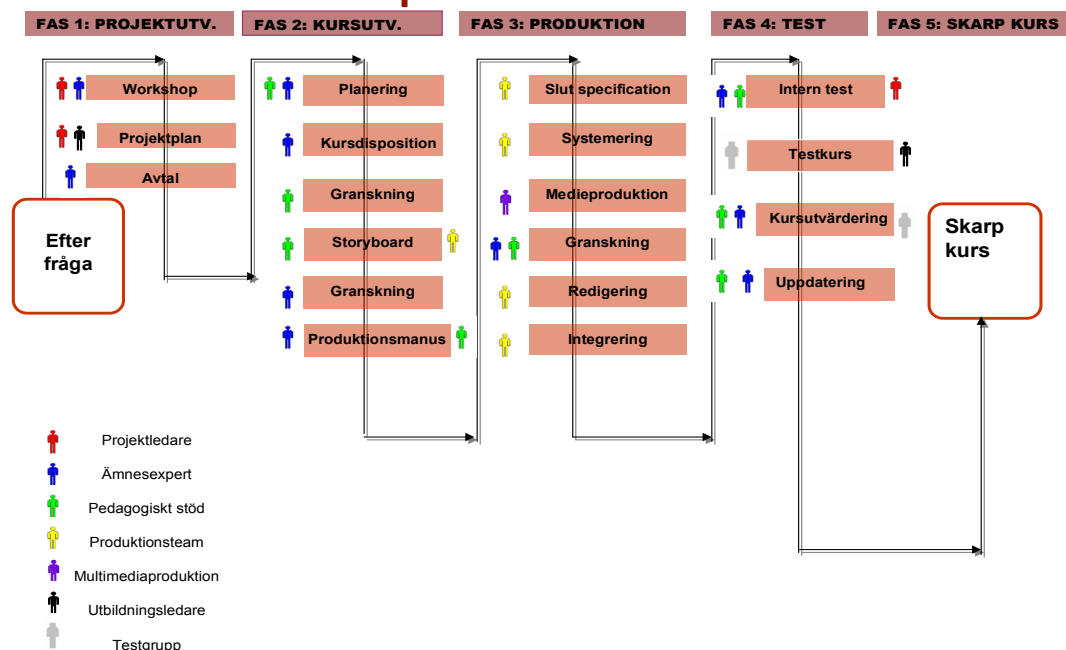 FAS 1: PROJEKTUTV.
FAS 2: KURSUTV.
FAS 3: PRODUKTION
FAS 4: TEST
FAS 5: SKARP KURS
Efter
fråga
Workshop
Projektplan
Avtal
Planering
Kursdisposition
Granskning
Storyboard
Granskning
Produktionsmanus
Slut specification
Systemering
Medieproduktion
Granskning
Redigering
Integrering
Intern test
Testkurs
Kursutvärdering
Uppdatering
Skarp
kurs
Projektledare
Ämnesexpert
Pedagogiskt stöd
Produktionsteam
Multimediaproduktion
Utbildningsledare
Testgrupp